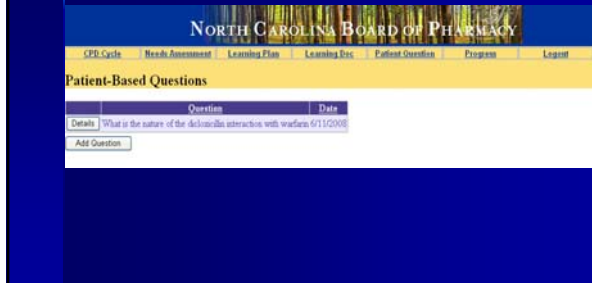 NORTH CAROLINA BOARD OF PHARMACY
CPD Cycle Needs Assessment Learning Plan Learning Doc Patient Question Progress Logout
Patient-Based Questions
Question Date
Details What is the nature of the dicloxicillin interaction with warfarin 6/11/2008
Add Question